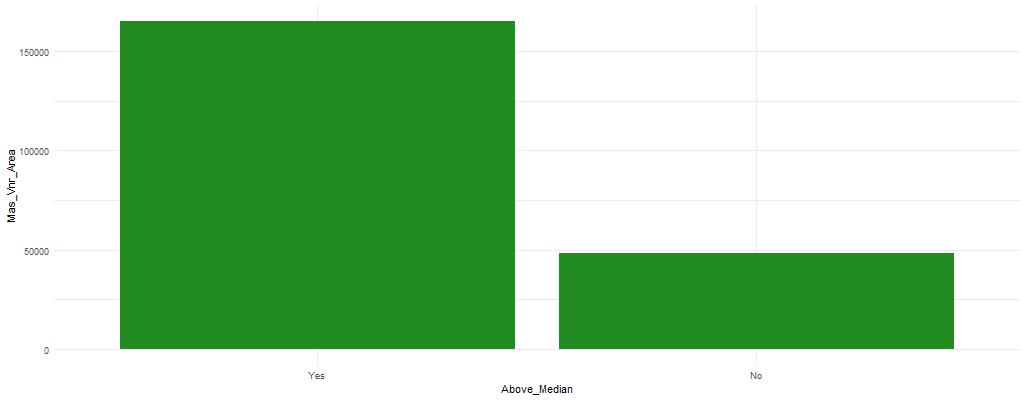 150000
100000
50000
0
Mas_Vnr_Area
Yes
No
Above_Median